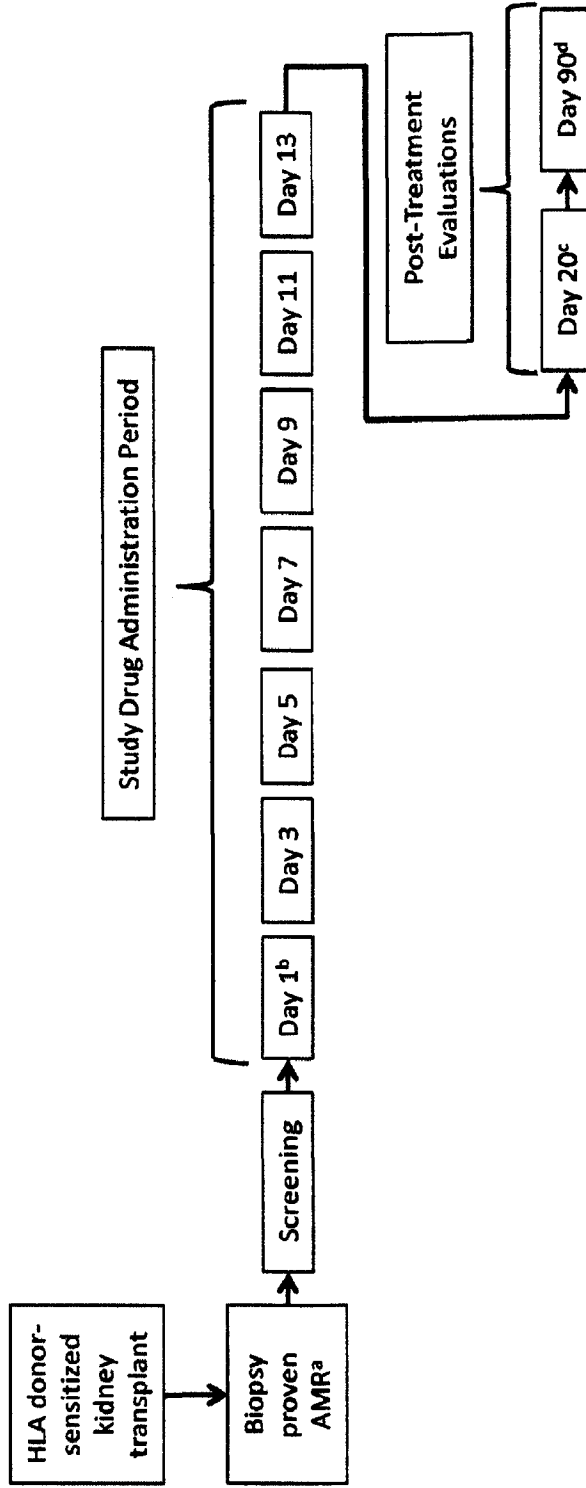 HLA donor-
sensitized
kidney
transplant
Biopsy
proven
AMRᵃ
Screening
Study Drug Administration Period
Day 1ᵇ
Day 3
Day 5
Day 7
Day 9
Day 11
Day 13
Post-Treatment
Evaluations
Day 20ᶜ
Day 90ᵈ